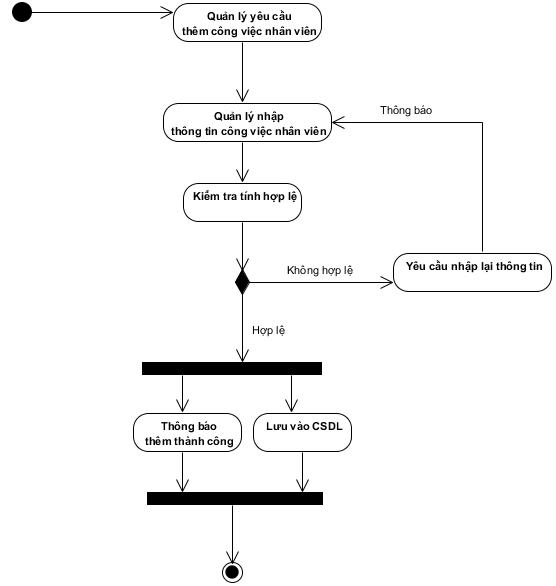 Quản lý yêu cầu
thêm công việc nhân viên
Quản lý nhập
thông tin công việc nhân viên
Thông báo
Kiểm tra tính hợp lệ
Không hợp lệ
Yêu cầu nhập lại thông tin
Hợp lệ
Thông báo
thêm thành công
Lưu vào CSDL